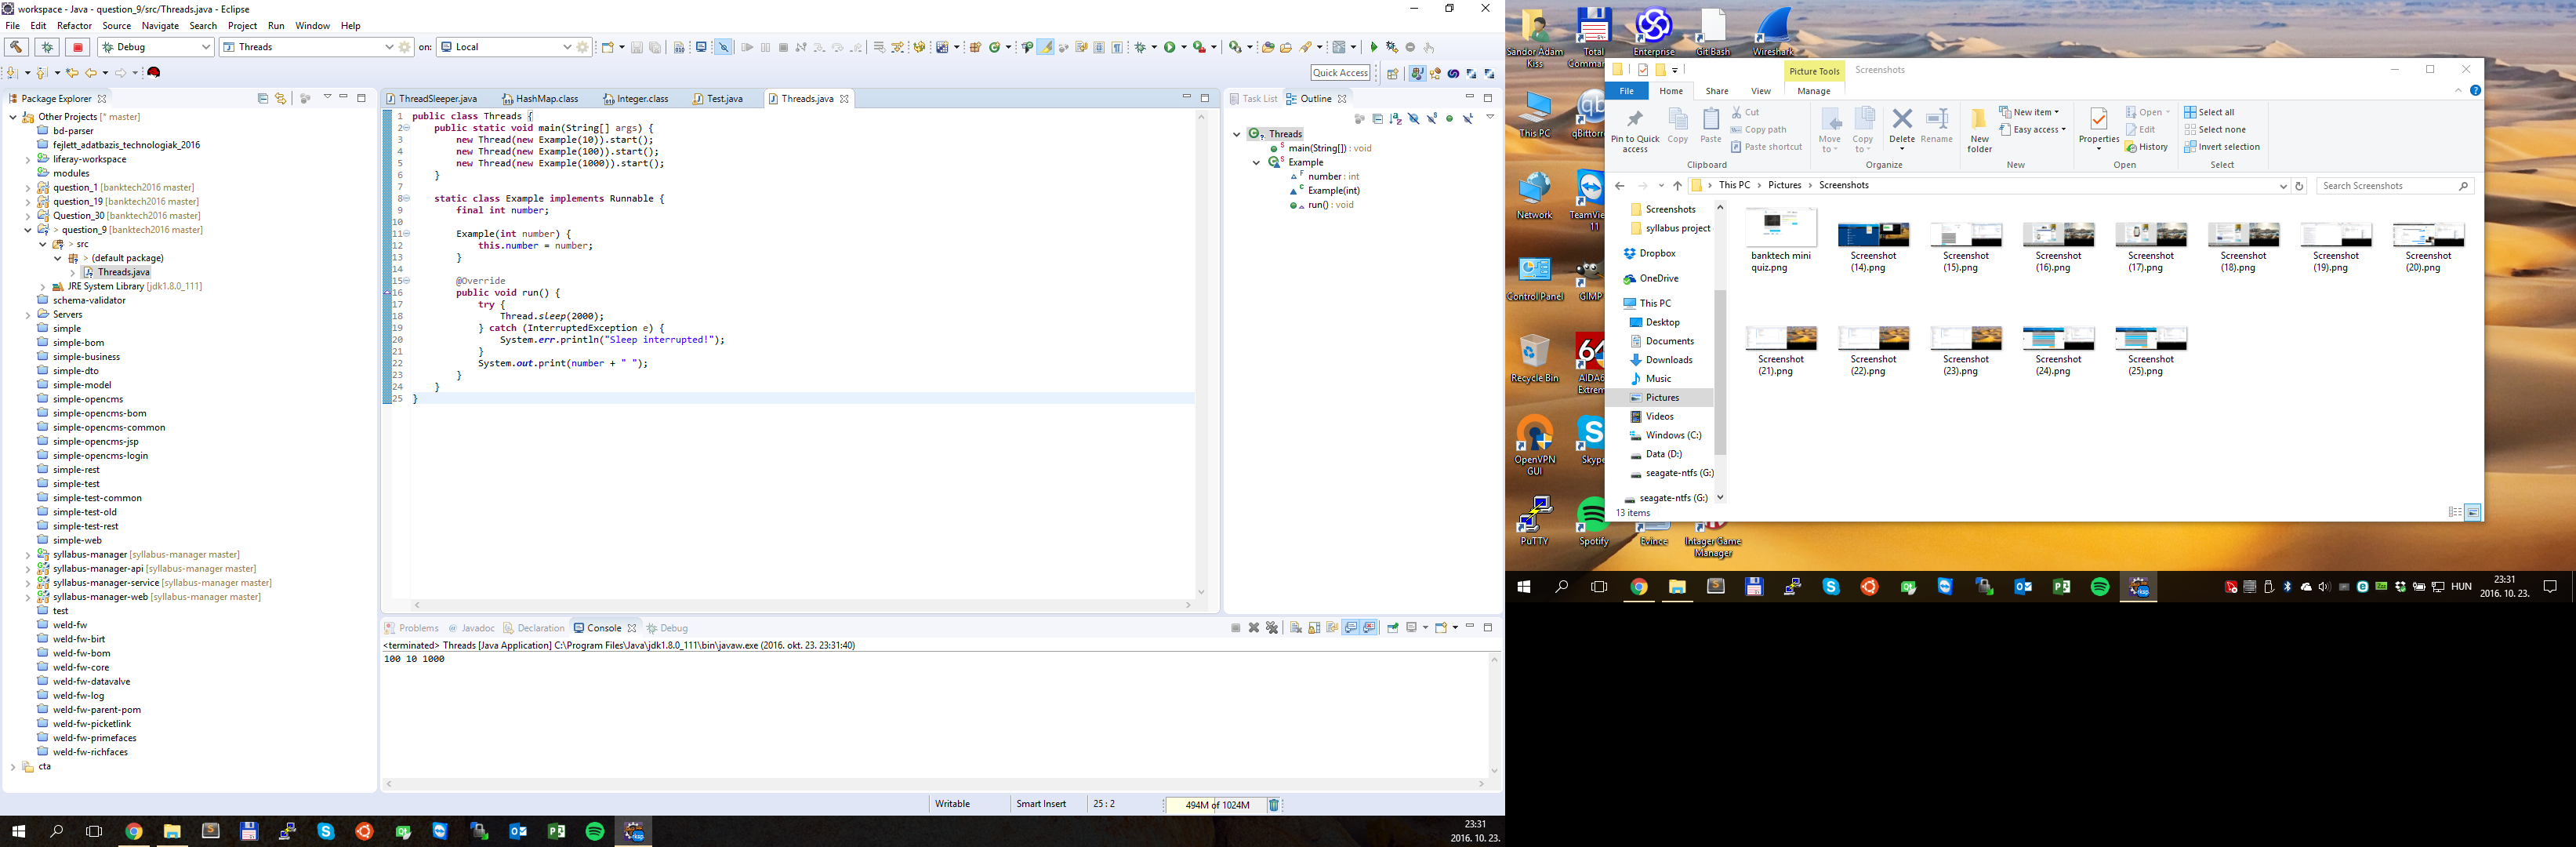 workspace - Java - question_9/src/Threads.java - Eclipse
File Edit Refactor Source Navigate Search Project Run Window Help
Debug Threads on: Local
Quick Access
Package Explorer
Other Projects [* master]
bd-parser
fejlett_adatbazis_technologiak_2016
liferay-workspace
modules
question_1 [banktech2016 master]
question_19 [banktech2016 master]
Question_30 [banktech2016 master]
> question_9 [banktech2016 master]
> src
> (default package)
Threads.java
JRE System Library [jdk1.8.0_111]
schema-validator
Servers
simple
simple-bom
simple-business
simple-dto
simple-model
simple-opencms
simple-opencms-bom
simple-opencms-common
simple-opencms-jsp
simple-opencms-login
simple-rest
simple-test
simple-test-common
simple-test-old
simple-test-rest
simple-web
syllabus-manager [syllabus-manager master]
syllabus-manager-api [syllabus-manager master]
syllabus-manager-service [syllabus-manager master]
syllabus-manager-web [syllabus-manager master]
test
weld-fw
weld-fw-birt
weld-fw-bom
weld-fw-core
weld-fw-datavalve
weld-fw-log
weld-fw-parent-pom
weld-fw-picketlink
weld-fw-primefaces
weld-fw-richfaces
cta
ThreadSleeper.java HashMap.class Integer.class Test.java Threads.java
1 public class Threads {
2 public static void main(String[] args) {
3 new Thread(new Example(10)).start();
4 new Thread(new Example(100)).start();
5 new Thread(new Example(1000)).start();
6 }
7
8 static class Example implements Runnable {
9 final int number;
10
11 Example(int number) {
12 this.number = number;
13 }
14
15 @Override
16 public void run() {
17 try {
18 Thread.sleep(2000);
19 } catch (InterruptedException e) {
20 System.err.println("Sleep interrupted!");
21 }
22 System.out.print(number + " ");
23 }
24 }
25 }
Task List Outline
Threads
main(String[]) : void
Example
number : int
Example(int)
run() : void
Problems Javadoc Declaration Console Debug
<terminated> Threads [Java Application] C:\Program Files\Java\jdk1.8.0_111\bin\javaw.exe (2016. okt. 23. 23:31:40)
100 10 1000
Writable Smart Insert 25 : 2 494M of 1024M
23:31
2016. 10. 23.
Sandor Adam Kiss
Total
Enterprise
Git Bash
Wireshark
This PC
Network
Control Panel
GIMP
Recycle Bin
OpenVPN GUI
Skype
PuTTY
Spotify
Evince
Picture Tools Screenshots
File Home Share View Manage
Pin to Quick access
Copy
Paste
Cut
Copy path
Paste shortcut
Clipboard
Move to
Copy to
Delete
Rename
Organize
New folder
New item
Easy access
New
Properties
Open
Edit
History
Open
Select all
Select none
Invert selection
Select
This PC Pictures Screenshots
Search Screenshots
Screenshots
syllabus project
Dropbox
OneDrive
This PC
Desktop
Documents
Downloads
Music
Pictures
Videos
Windows (C:)
Data (D:)
seagate-ntfs (G:)
seagate-ntfs (G:)
13 items
banktech mini quiz.png
Screenshot (14).png
Screenshot (15).png
Screenshot (16).png
Screenshot (17).png
Screenshot (18).png
Screenshot (19).png
Screenshot (20).png
Screenshot (21).png
Screenshot (22).png
Screenshot (23).png
Screenshot (24).png
Screenshot (25).png
HUN
23:31
2016. 10. 23.